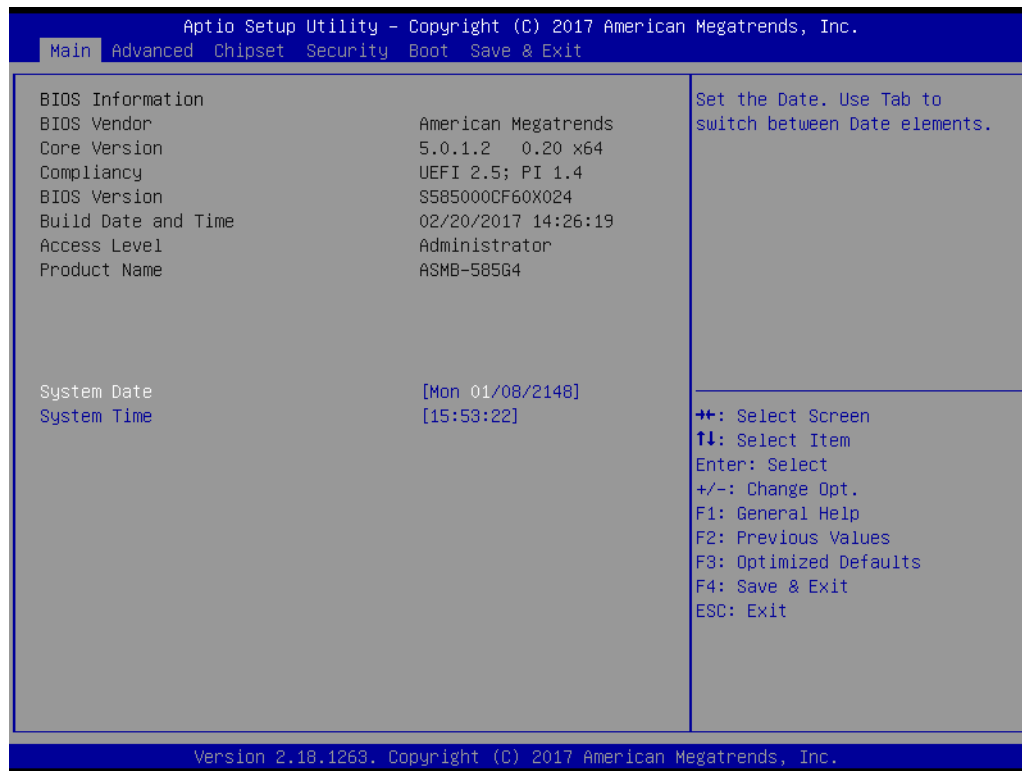 Aptio Setup Utility – Copyright (C) 2017 American Megatrends, Inc.
Main Advanced Chipset Security Boot Save & Exit
BIOS Information
BIOS Vendor American Megatrends
Core Version 5.0.1.2 0.20 x64
Compliancy UEFI 2.5; PI 1.4
BIOS Version S585000CF60X024
Build Date and Time 02/20/2017 14:26:19
Access Level Administrator
Product Name ASMB-585G4
System Date [Mon 01/08/2148]
System Time [15:53:22]
Set the Date. Use Tab to
switch between Date elements.
→←: Select Screen
↑↓: Select Item
Enter: Select
+/-: Change Opt.
F1: General Help
F2: Previous Values
F3: Optimized Defaults
F4: Save & Exit
ESC: Exit
Version 2.18.1263. Copyright (C) 2017 American Megatrends, Inc.